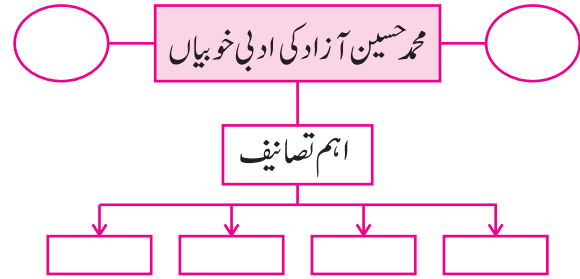 محمد حسین آزاد کی ادبی خوبیاں
اہم تصانیف